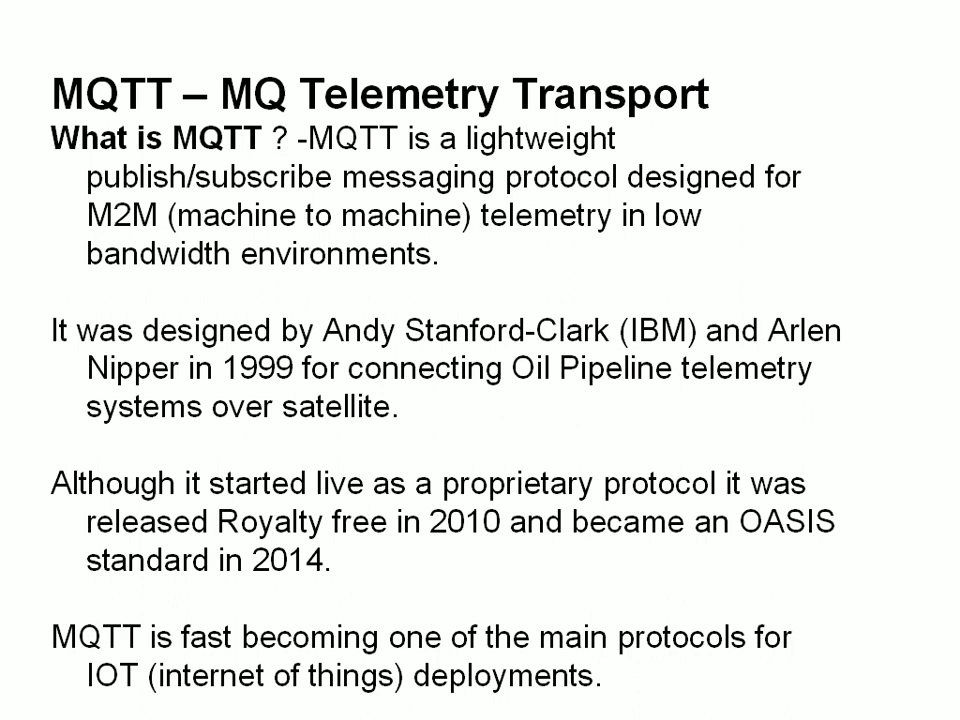 MQTT – MQ Telemetry Transport
What is MQTT ? -MQTT is a lightweight
publish/subscribe messaging protocol designed for
M2M (machine to machine) telemetry in low
bandwidth environments.
It was designed by Andy Stanford-Clark (IBM) and Arlen
Nipper in 1999 for connecting Oil Pipeline telemetry
systems over satellite.
Although it started live as a proprietary protocol it was
released Royalty free in 2010 and became an OASIS
standard in 2014.
MQTT is fast becoming one of the main protocols for
IOT (internet of things) deployments.